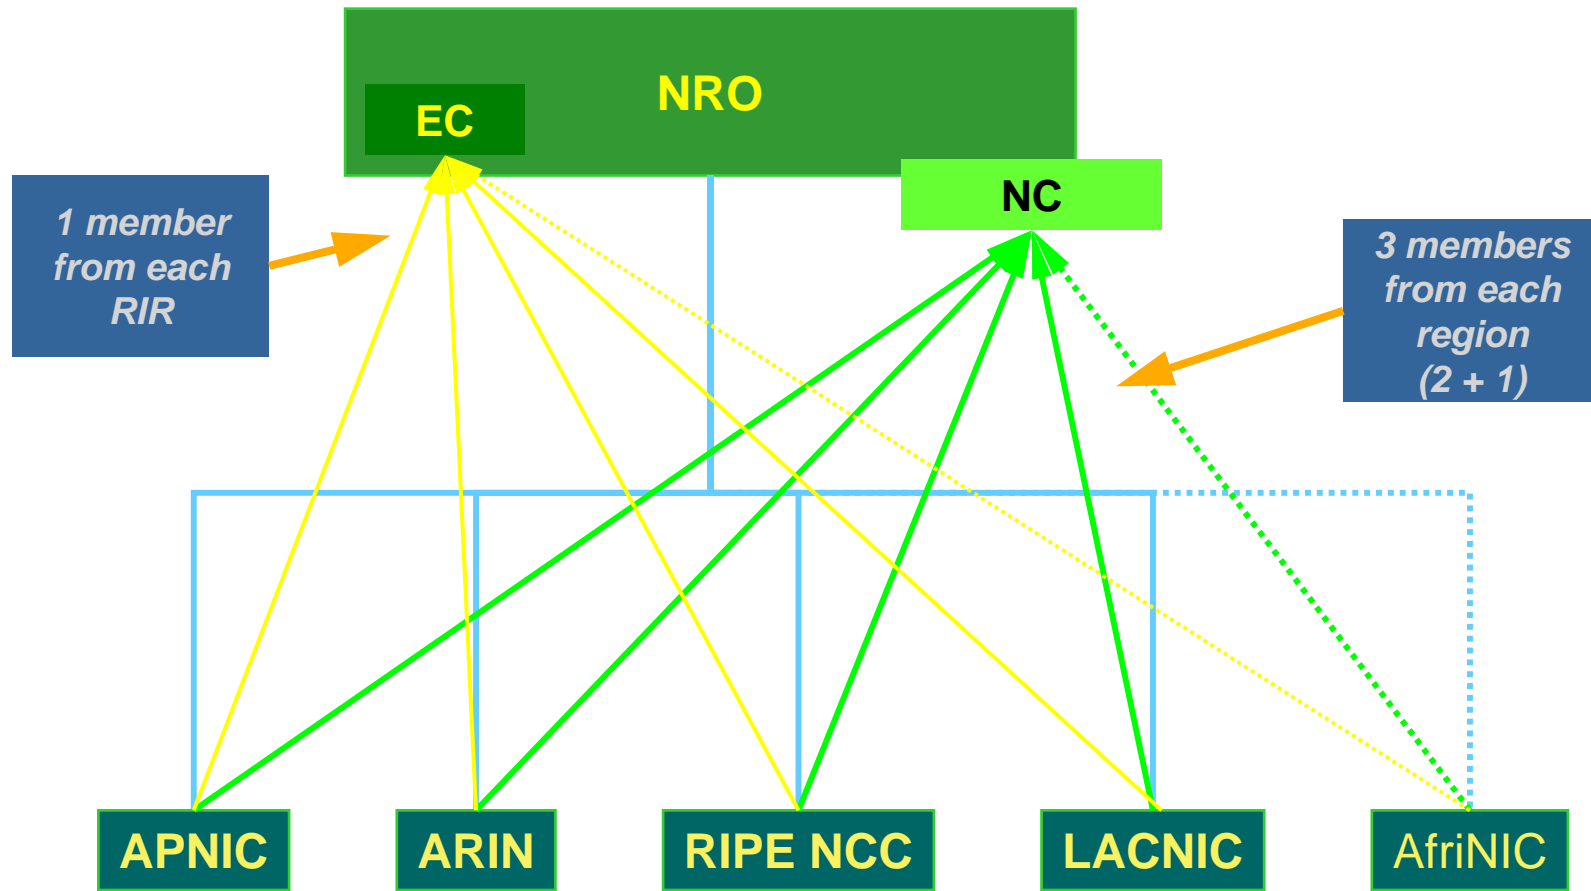 NRO
EC
NC
1 member
from each
RIR
3 members
from each
region
(2 + 1)
APNIC
ARIN
RIPE NCC
LACNIC
AfriNIC